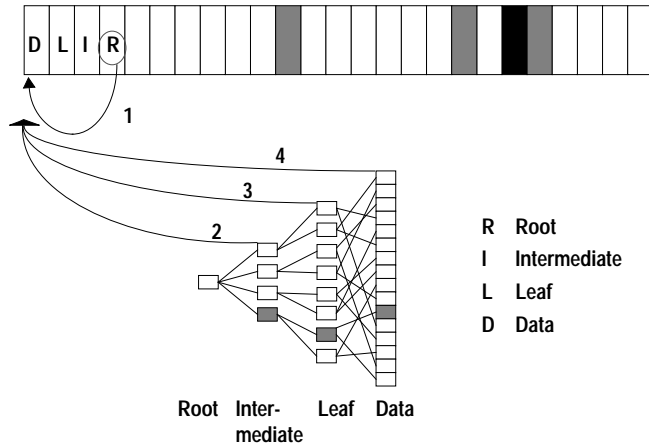 D L I R
1
4
3
2
R Root
I Intermediate
L Leaf
D Data
Root Inter- Leaf Data
mediate